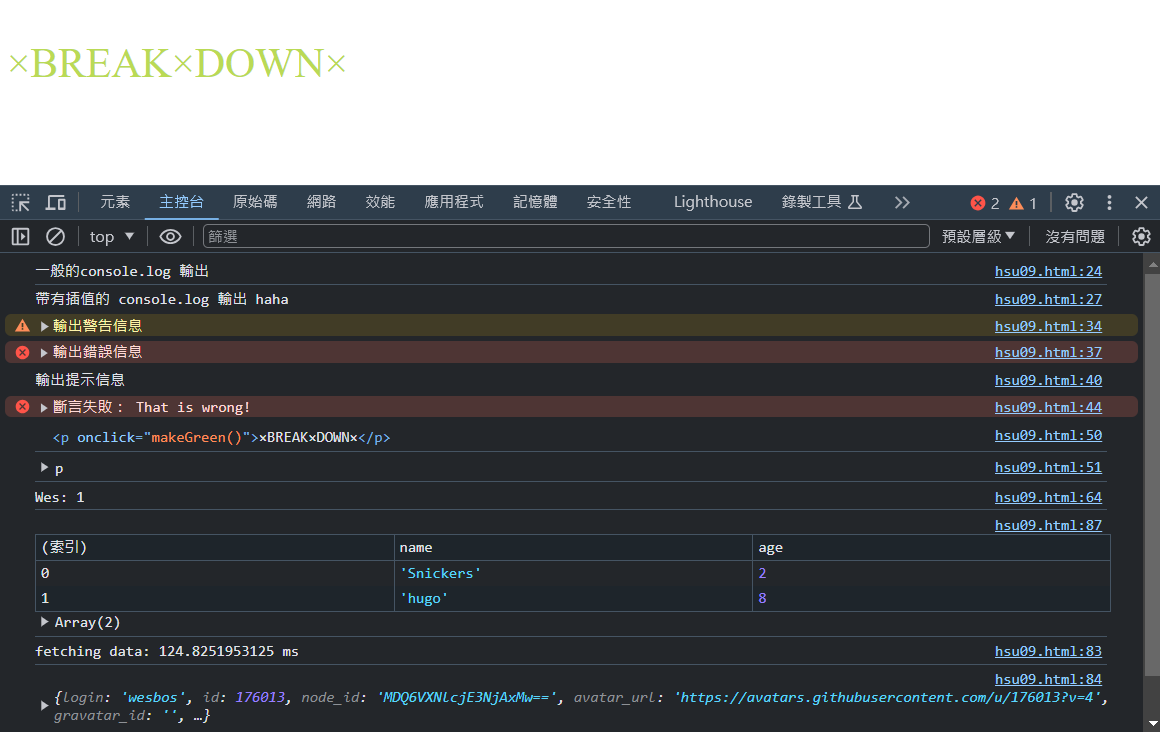 ×BREAK×DOWN×
元素 主控台 原始碼 網路 效能 應用程式 記憶體 安全性 Lighthouse 錄製工具 2 1
top 篩選 預設層級 沒有問題
一般的console.log 輸出 hsu09.html:24
帶有插值的 console.log 輸出 haha hsu09.html:27
輸出警告信息 hsu09.html:34
輸出錯誤信息 hsu09.html:37
輸出提示信息 hsu09.html:40
斷言失敗： That is wrong! hsu09.html:44
<p onclick="makeGreen()">×BREAK×DOWN×</p> hsu09.html:50
p hsu09.html:51
Wes: 1 hsu09.html:64
hsu09.html:87
(索引) name age
0 'Snickers' 2
1 'hugo' 8
Array(2)
fetching data: 124.8251953125 ms hsu09.html:83
hsu09.html:84
{login: 'wesbos', id: 176013, node_id: 'MDQ6VXNlcjE3NjAxMw==', avatar_url: 'https://avatars.githubusercontent.com/u/176013?v=4',
gravatar_id: '', …}